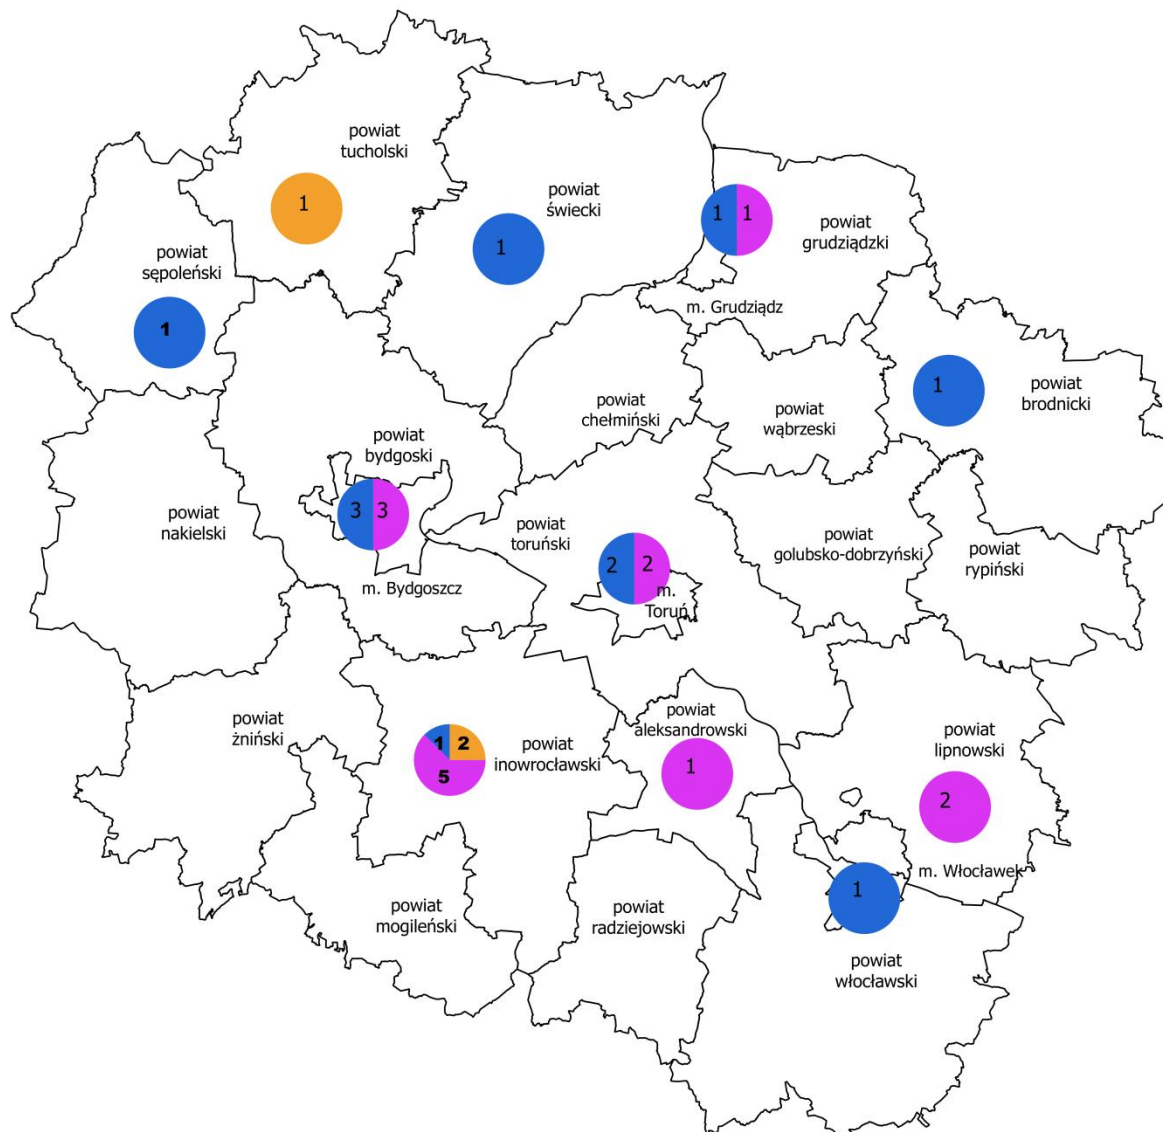 powiat
tucholski
1
powiat
świecki
1
1
1
powiat
grudziądzki
m. Grudziądz
powiat
sępoleński
1
powiat
chełmiński
powiat
wąbrzeski
1
powiat
brodnicki
powiat
bydgoski
3
3
m. Bydgoszcz
powiat
nakielski
powiat
toruński
2
2
m.
Toruń
powiat
golubsko-dobrzyński
powiat
rypiński
powiat
żniński
1
2
5
powiat
inowrocławski
powiat
aleksandrowski
1
powiat
lipnowski
2
m. Włocławek
1
powiat
mogileński
powiat
radziejowski
powiat
włocławski